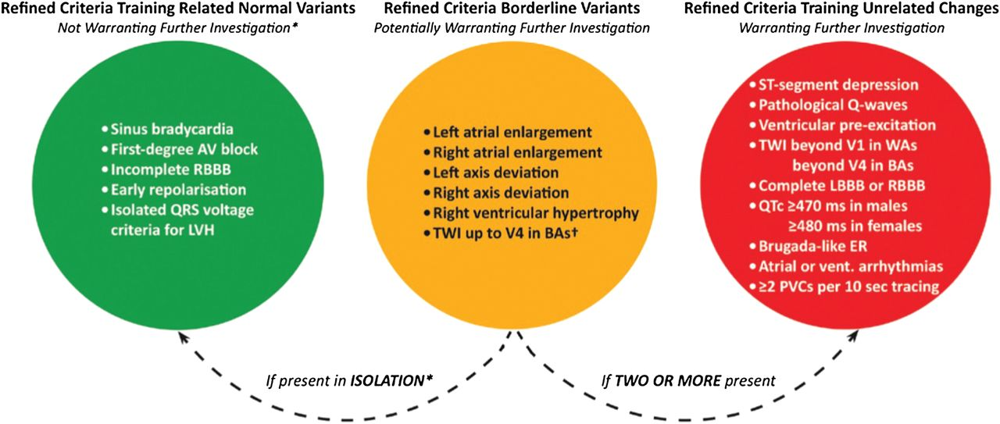 Refined Criteria Training Related Normal Variants
Not Warranting Further Investigation*
• Sinus bradycardia
• First-degree AV block
• Incomplete RBBB
• Early repolarisation
• Isolated QRS voltage
criteria for LVH
Refined Criteria Borderline Variants
Potentially Warranting Further Investigation
• Left atrial enlargement
• Right atrial enlargement
• Left axis deviation
• Right axis deviation
• Right ventricular hypertrophy
• TWI up to V4 in BAs†
Refined Criteria Training Unrelated Changes
Warranting Further Investigation
• ST-segment depression
• Pathological Q-waves
• Ventricular pre-excitation
• TWI beyond V1 in WAs
beyond V4 in BAs
• Complete LBBB or RBBB
• QTc ≥470 ms in males
≥480 ms in females
• Brugada-like ER
• Atrial or vent. arrhythmias
• ≥2 PVCs per 10 sec tracing
If present in ISOLATION*
If TWO OR MORE present